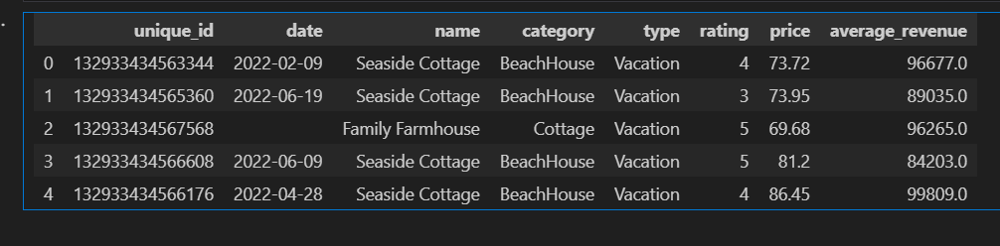 unique_id date name category type rating price average_revenue
0 132933434563344 2022-02-09 Seaside Cottage BeachHouse Vacation 4 73.72 96677.0
1 132933434565360 2022-06-19 Seaside Cottage BeachHouse Vacation 3 73.95 89035.0
2 132933434567568 Family Farmhouse Cottage Vacation 5 69.68 96265.0
3 132933434566608 2022-06-09 Seaside Cottage BeachHouse Vacation 5 81.2 84203.0
4 132933434566176 2022-04-28 Seaside Cottage BeachHouse Vacation 4 86.45 99809.0